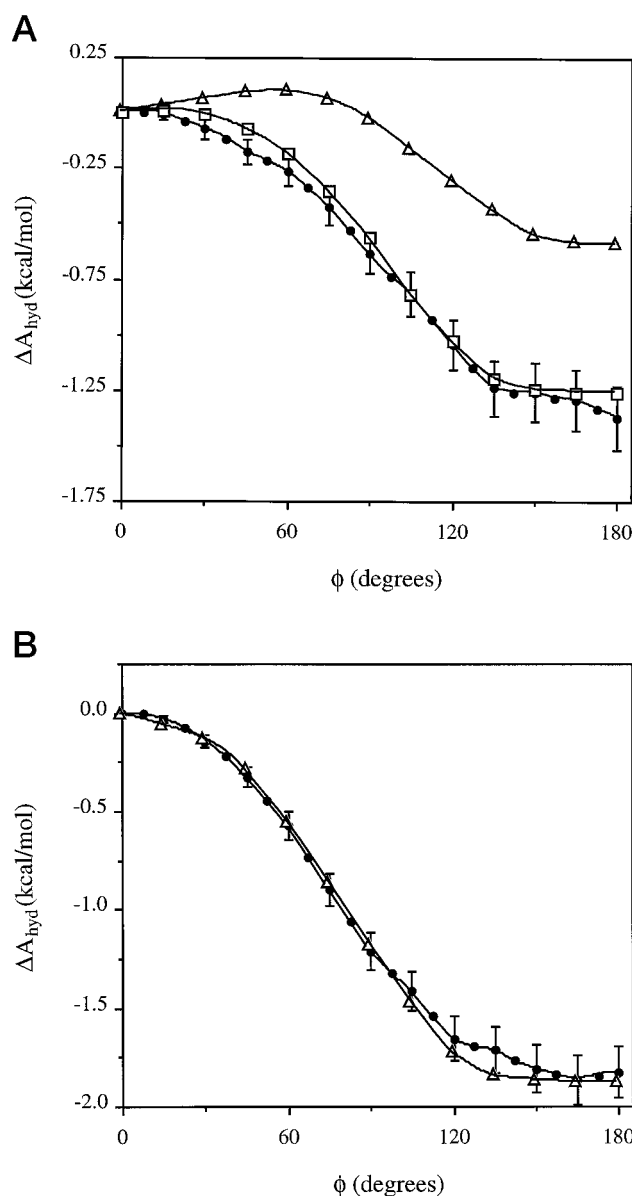 A
0.25
-0.25
-0.75
-1.25
-1.75
ΔA_hyd (kcal/mol)
0 60 120 180
ϕ (degrees)
B
0.0
-0.5
-1.0
-1.5
-2.0
ΔA_hyd (kcal/mol)
0 60 120 180
ϕ (degrees)